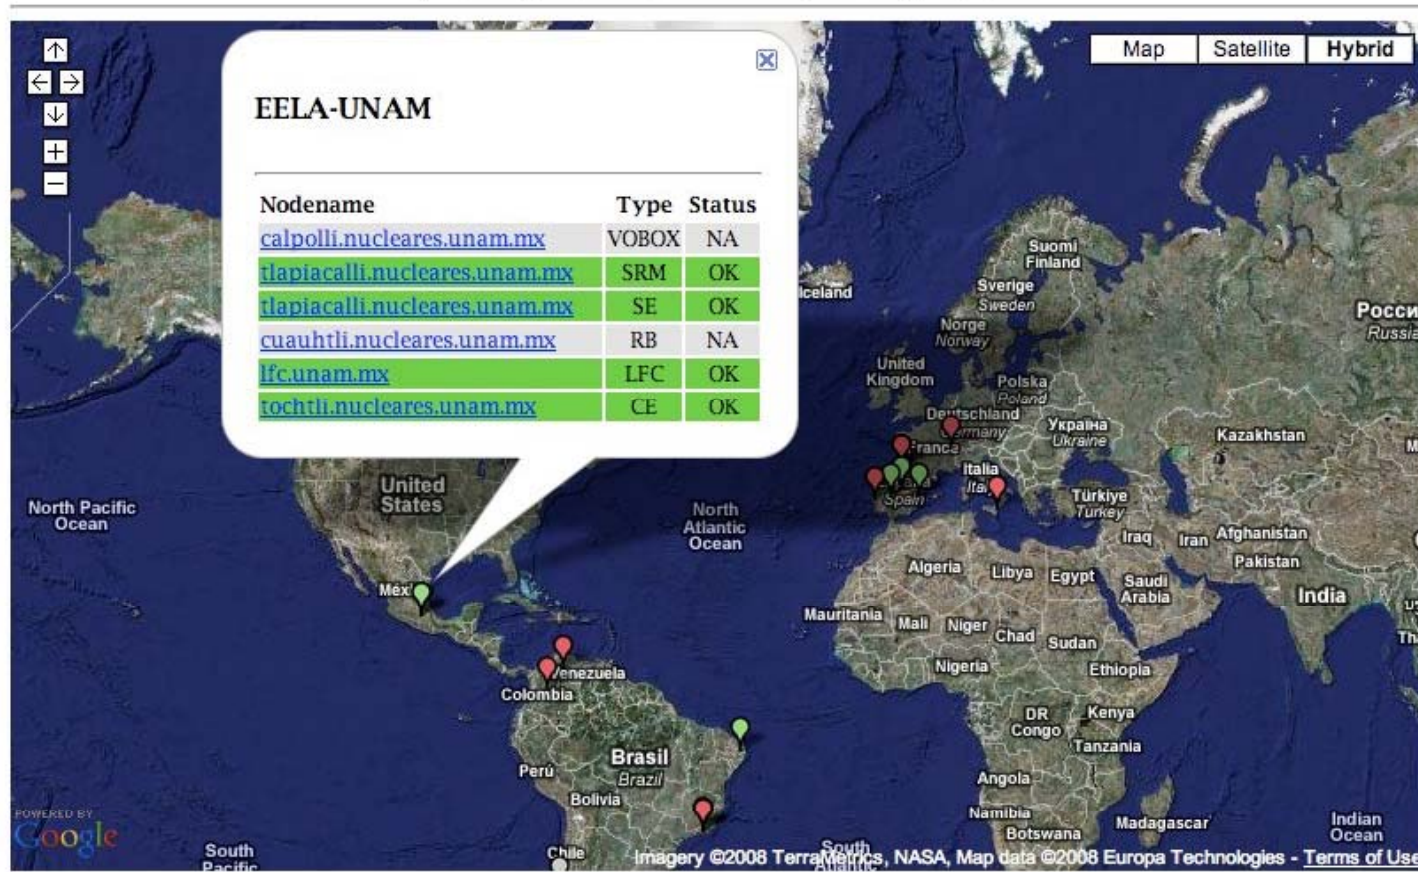 Map Satellite Hybrid
EELA-UNAM
Nodename Type Status
calpolli.nucleares.unam.mx VOBOX NA
tlapiacalli.nucleares.unam.mx SRM OK
tlapiacalli.nucleares.unam.mx SE OK
cuauhtli.nucleares.unam.mx RB NA
lfc.unam.mx LFC OK
tochtli.nucleares.unam.mx CE OK
Suomi
Finland
Iceland
Sverige
Sweden
Norge
Norway
Росси
Russia
United
Kingdom
Polska
Poland
Deutschland
Germany
Україна
Ukraine
Kazakhstan
France
Italia
Spain
Türkiye
Turkey
United
States
North Pacific
Ocean
North
Atlantic
Ocean
Iraq
Iran
Afghanistan
Pakistan
India
Algeria
Libya
Egypt
Saudi
Arabia
Méxi
Mauritania
Mali
Niger
Chad
Sudan
Nigeria
Ethiopia
Venezuela
Colombia
DR
Congo
Kenya
Tanzania
Brasil
Brazil
Perú
Bolivia
Angola
Namibia
Botswana
Madagascar
Indian
Ocean
POWERED BY
Google
South
Pacific
Chile
South
Atlantic
Imagery ©2008 TerraMetrics, NASA, Map data ©2008 Europa Technologies - Terms of Use